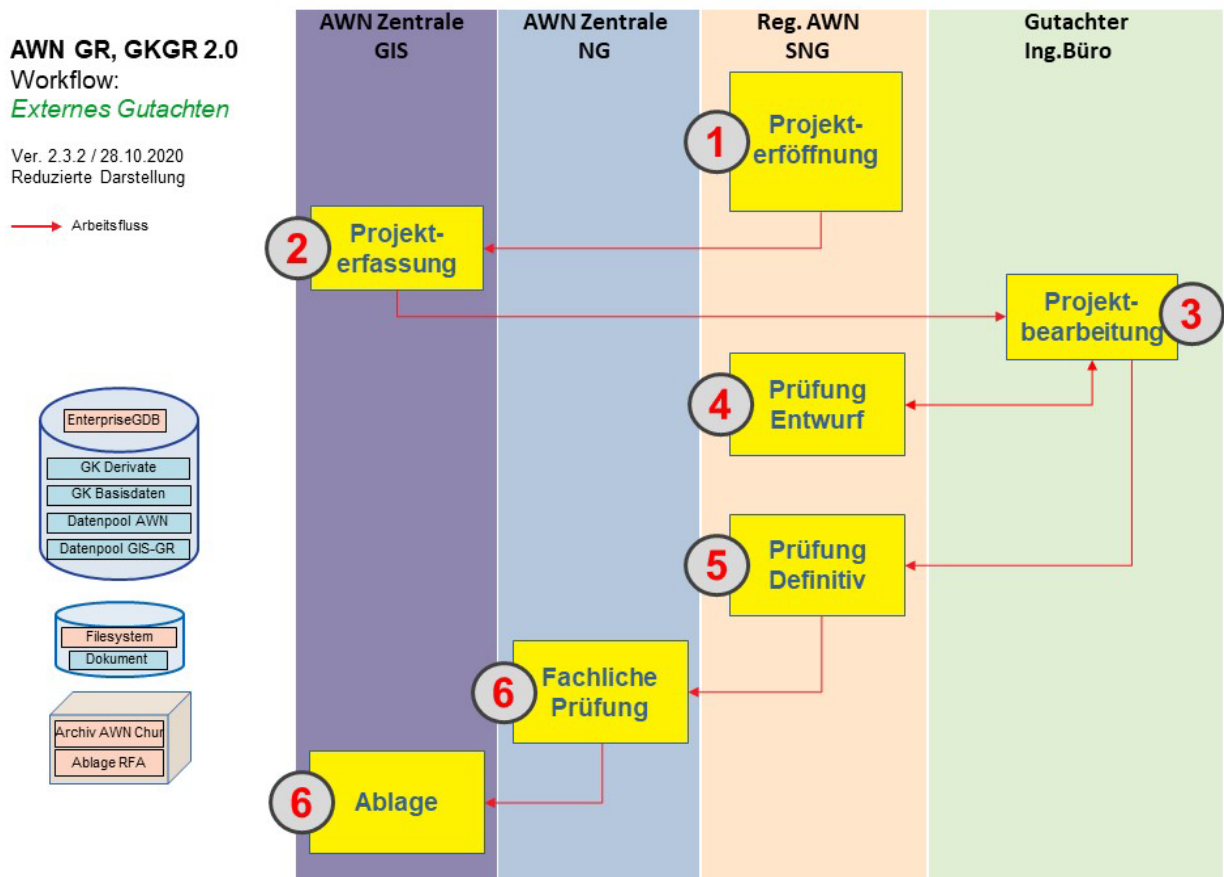 AWN GR, GKGR 2.0
Workflow:
Externes Gutachten
Ver. 2.3.2 / 28.10.2020
Reduzierte Darstellung
Arbeitsfluss
AWN Zentrale
GIS
AWN Zentrale
NG
Reg. AWN
SNG
Gutachter
Ing.Büro
1
Projekt-
eröffnung
2
Projekt-
erfassung
Projekt-
bearbeitung
3
4
Prüfung
Entwurf
5
Prüfung
Definitiv
6
Fachliche
Prüfung
6
Ablage
EnterpriseGDB
GK Derivate
GK Basisdaten
Datenpool AWN
Datenpool GIS-GR
Filesystem
Dokument
Archiv AWN Chur
Ablage RFA